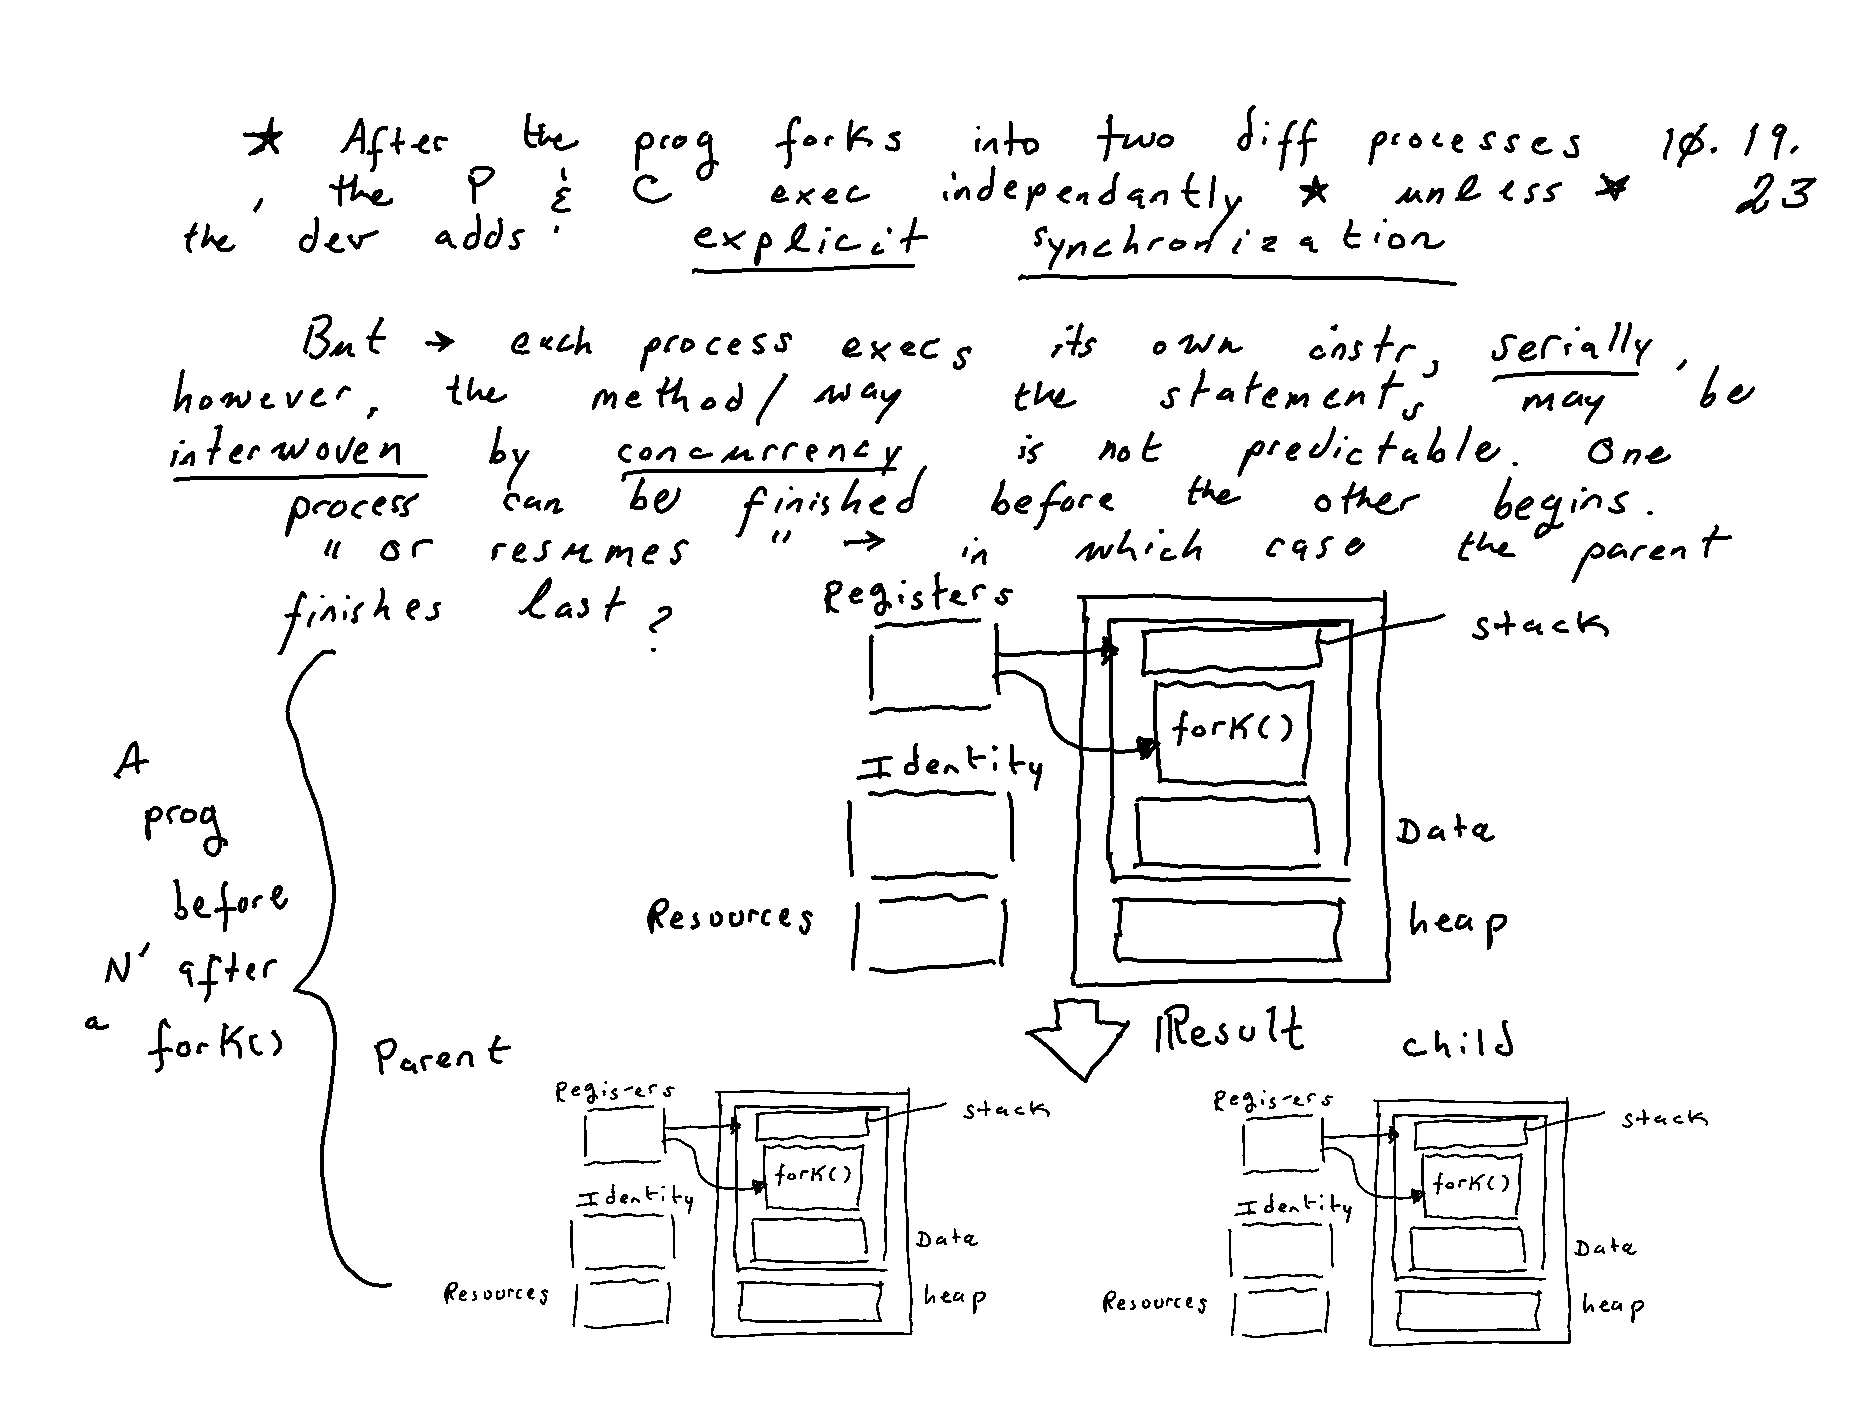 ★ After the prog forks into two diff processes 10.19.
, the P & C exec independantly ★ unless ★ 23
the dev adds : explicit synchronization
But → each process execs its own instr, serially,
however, the method/way the statements may be
interwoven by concurrency is not predictable. One
process can be finished before the other begins.
" or resumes " → in which case the parent
finishes last?
Registers
stack
fork()
Identity
Data
Resources
heap
A
prog
before
N' after
a fork()
Result
Parent
child
Registers
stack
fork()
Identity
Data
Resources
heap
Registers
stack
fork()
Identity
Data
Resources
heap